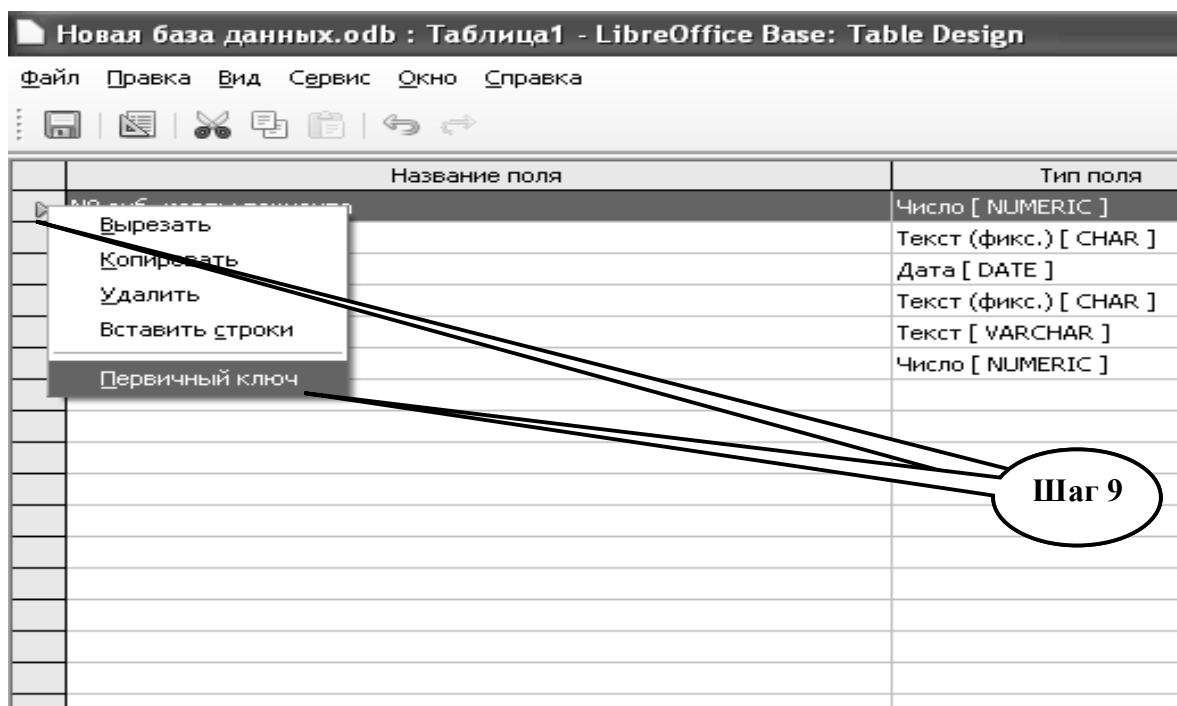 Новая база данных.odb : Таблица1 - LibreOffice Base: Table Design
Файл Правка Вид Сервис Окно Справка
Название поля Тип поля
Число [ NUMERIC ]
Вырезать
Текст (фикс.) [ CHAR ]
Копировать
Дата [ DATE ]
Удалить
Текст (фикс.) [ CHAR ]
Вставить строки
Текст [ VARCHAR ]
Число [ NUMERIC ]
Первичный ключ
Шаг 9